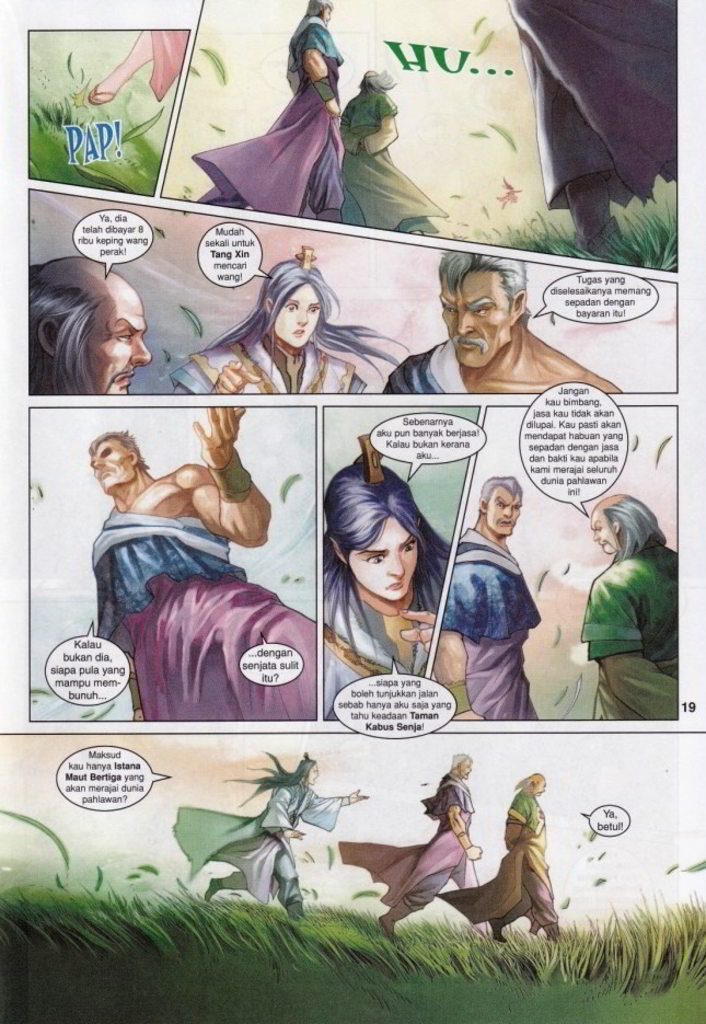 PAP!
HU...
Ya, dia
telah dibayar 8
ribu keping wang
perak!
Mudah
sekali untuk
Tang Xin
mencari
wang!
Tugas yang
diselesaikanya memang
sepadan dengan
bayaran itu!
Kalau
bukan dia,
siapa pula yang
mampu mem-
bunuh...
...dengan
senjata sulit
itu?
Sebenarnya
aku pun banyak berjasa!
Kalau bukan kerana
aku...
...siapa yang
boleh tunjukkan jalan
sebab hanya aku saja yang
tahu keadaan Taman
Kabus Senja!
Jangan
kau bimbang,
jasa kau tidak akan
dilupai. Kau pasti akan
mendapat habuan yang
sepadan dengan jasa
dan bakti kau apabila
kami merajai seluruh
dunia pahlawan
ini!
19
Maksud
kau hanya Istana
Maut Bertiga yang
akan merajai dunia
pahlawan?
Ya,
betul!